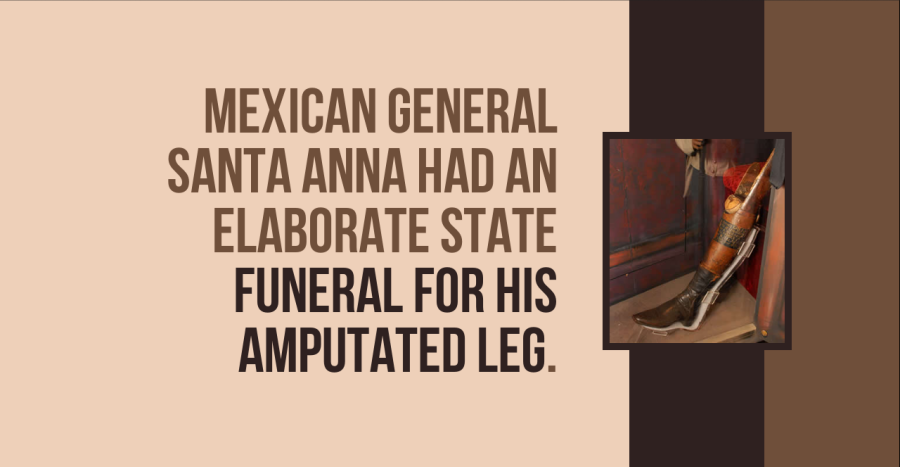 MEXICAN GENERAL
SANTA ANNA HAD AN
ELABORATE STATE
FUNERAL FOR HIS
AMPUTATED LEG.